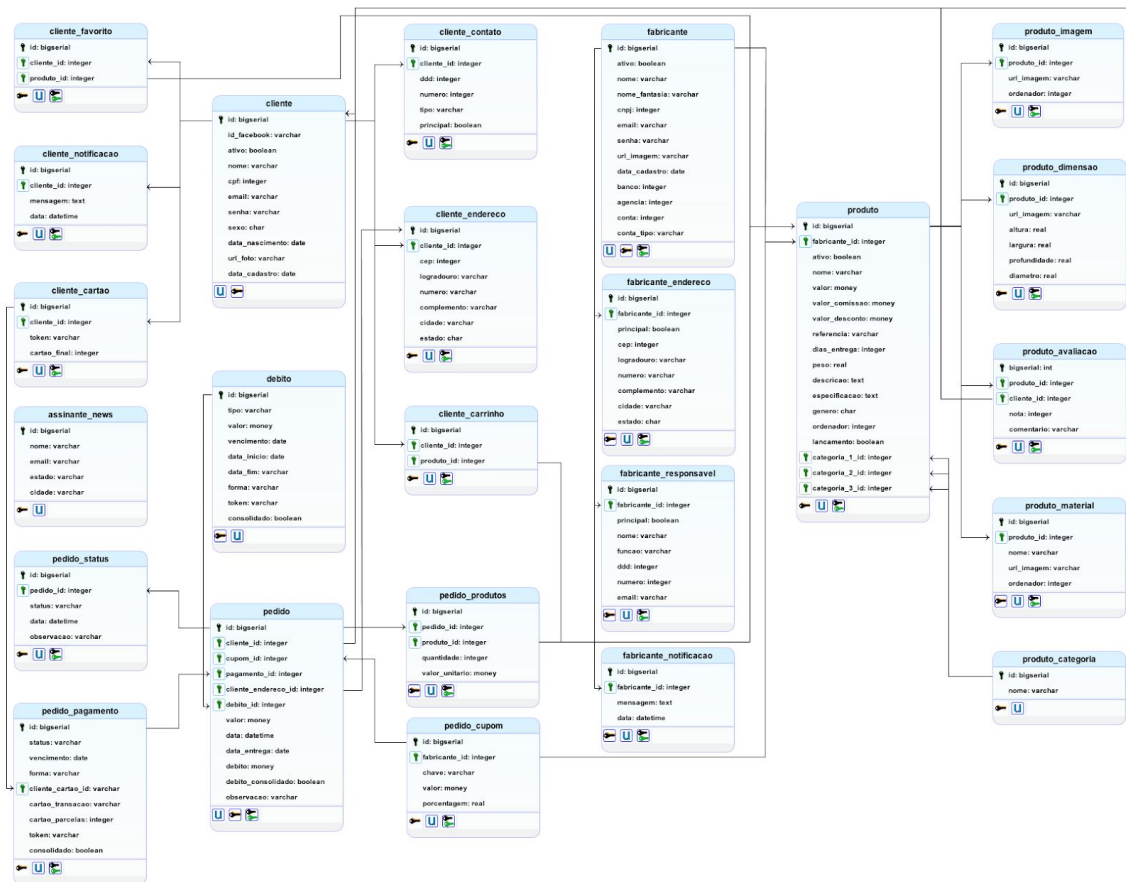 cliente_favorito
id: bigserial
cliente_id: integer
produto_id: integer
U
cliente_notificacao
id: bigserial
cliente_id: integer
mensagem: text
data: datetime
U
cliente_cartao
id: bigserial
cliente_id: integer
token: varchar
cartao_final: integer
U
assinante_news
id: bigserial
nome: varchar
email: varchar
estado: varchar
cidade: varchar
U
pedido_status
id: bigserial
pedido_id: integer
status: varchar
data: datetime
observacao: varchar
U
pedido_pagamento
id: bigserial
status: varchar
vencimento: date
forma: varchar
cliente_cartao_id: varchar
cartao_transacao: varchar
cartao_parcelas: integer
token: varchar
consolidado: boolean
U
cliente
id: bigserial
id_facebook: varchar
ativo: boolean
nome: varchar
cpf: integer
email: varchar
senha: varchar
sexo: char
data_nascimento: date
url_foto: varchar
data_cadastro: date
U
debito
id: bigserial
tipo: varchar
valor: money
vencimento: date
data_inicio: date
data_fim: varchar
forma: varchar
token: varchar
consolidado: boolean
U
pedido
id: bigserial
cliente_id: integer
cupom_id: integer
pagamento_id: integer
cliente_endereco_id: integer
debito_id: integer
valor: money
data: datetime
data_entrega: date
debito: money
debito_consolidado: boolean
observacao: varchar
U
cliente_contato
id: bigserial
cliente_id: integer
ddd: integer
numero: integer
tipo: varchar
principal: boolean
U
cliente_endereco
id: bigserial
cliente_id: integer
cep: integer
logradouro: varchar
numero: varchar
complemento: varchar
cidade: varchar
estado: char
U
cliente_carrinho
id: bigserial
cliente_id: integer
produto_id: integer
U
pedido_produtos
id: bigserial
pedido_id: integer
produto_id: integer
quantidade: integer
valor_unitario: money
U
pedido_cupom
id: bigserial
fabricante_id: integer
chave: varchar
valor: money
porcentagem: real
U
fabricante
id: bigserial
ativo: boolean
nome: varchar
nome_fantasia: varchar
cnpj: integer
email: varchar
senha: varchar
url_imagem: varchar
data_cadastro: date
banco: integer
agencia: integer
conta: integer
conta_tipo: varchar
U
fabricante_endereco
id: bigserial
fabricante_id: integer
principal: boolean
cep: integer
logradouro: varchar
numero: varchar
complemento: varchar
cidade: varchar
estado: char
U
fabricante_responsavel
id: bigserial
fabricante_id: integer
principal: boolean
nome: varchar
funcao: varchar
ddd: integer
numero: integer
email: varchar
U
fabricante_notificacao
id: bigserial
fabricante_id: integer
mensagem: text
data: datetime
U
produto
id: bigserial
fabricante_id: integer
ativo: boolean
nome: varchar
valor: money
valor_comissao: money
valor_desconto: money
referencia: varchar
dias_entrega: integer
peso: real
descricao: text
especificacao: text
genero: char
ordenador: integer
lancamento: boolean
categoria_1_id: integer
categoria_2_id: integer
categoria_3_id: integer
U
produto_imagem
id: bigserial
produto_id: integer
url_imagem: varchar
ordenador: integer
U
produto_dimensao
id: bigserial
produto_id: integer
url_imagem: varchar
altura: real
largura: real
profundidade: real
diametro: real
U
produto_avaliacao
bigserial: int
produto_id: integer
cliente_id: integer
nota: integer
comentario: varchar
U
produto_material
id: bigserial
produto_id: integer
nome: varchar
url_imagem: varchar
ordenador: integer
U
produto_categoria
id: bigserial
nome: varchar
U